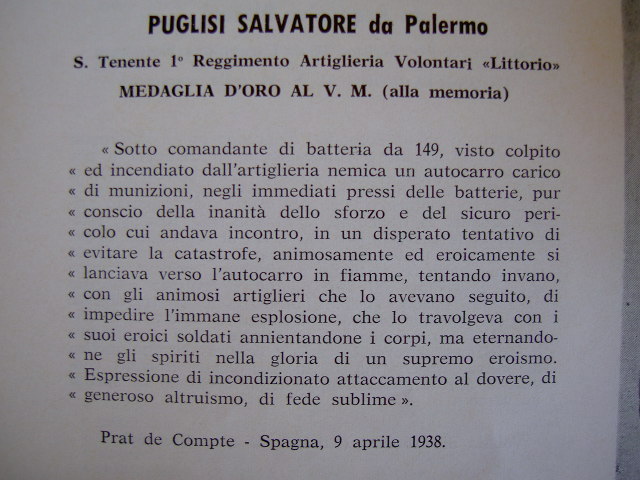 PUGLISI SALVATORE da Palermo
S. Tenente 1° Reggimento Artiglieria Volontari «Littorio»
MEDAGLIA D'ORO AL V. M. (alla memoria)
« Sotto comandante di batteria da 149, visto colpito
« ed incendiato dall'artiglieria nemica un autocarro carico
« di munizioni, negli immediati pressi delle batterie, pur
« conscio della inanità dello sforzo e del sicuro peri-
« colo cui andava incontro, in un disperato tentativo di
« evitare la catastrofe, animosamente ed eroicamente si
« lanciava verso l'autocarro in fiamme, tentando invano,
« con gli animosi artiglieri che lo avevano seguito, di
« impedire l'immane esplosione, che lo travolgeva con i
« suoi eroici soldati annientandone i corpi, ma eternando-
« ne gli spiriti nella gloria di un supremo eroismo.
« Espressione di incondizionato attaccamento al dovere, di
« generoso altruismo, di fede sublime ».
Prat de Compte - Spagna, 9 aprile 1938.